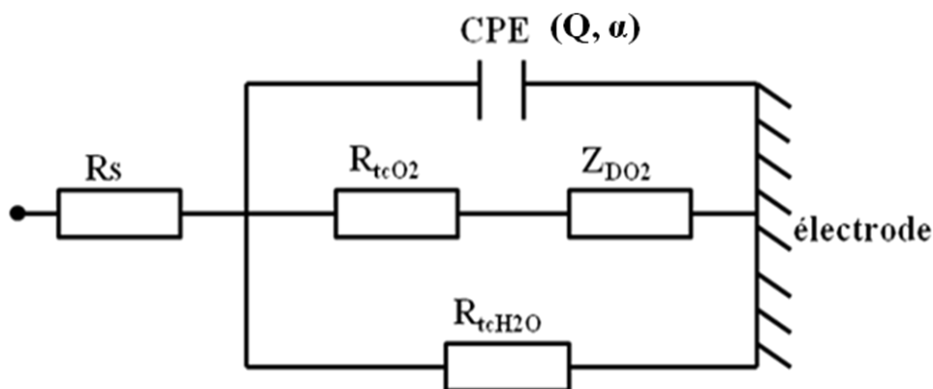 CPE (Q, α)
Rs
RtcO2
ZDO2
électrode
RtcH2O